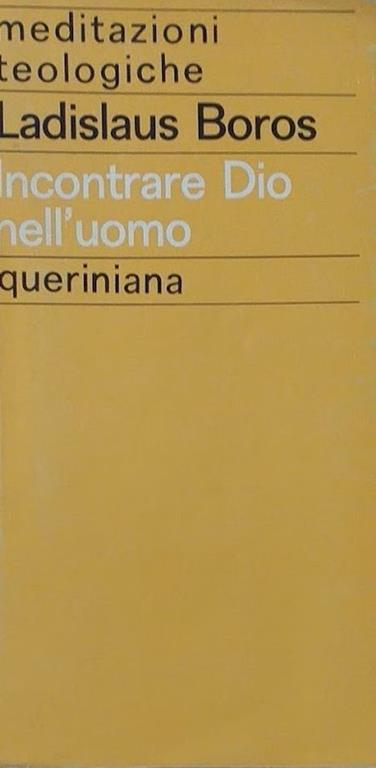 meditazioni
teologiche
Ladislaus Boros
Incontrare Dio
nell'uomo
queriniana